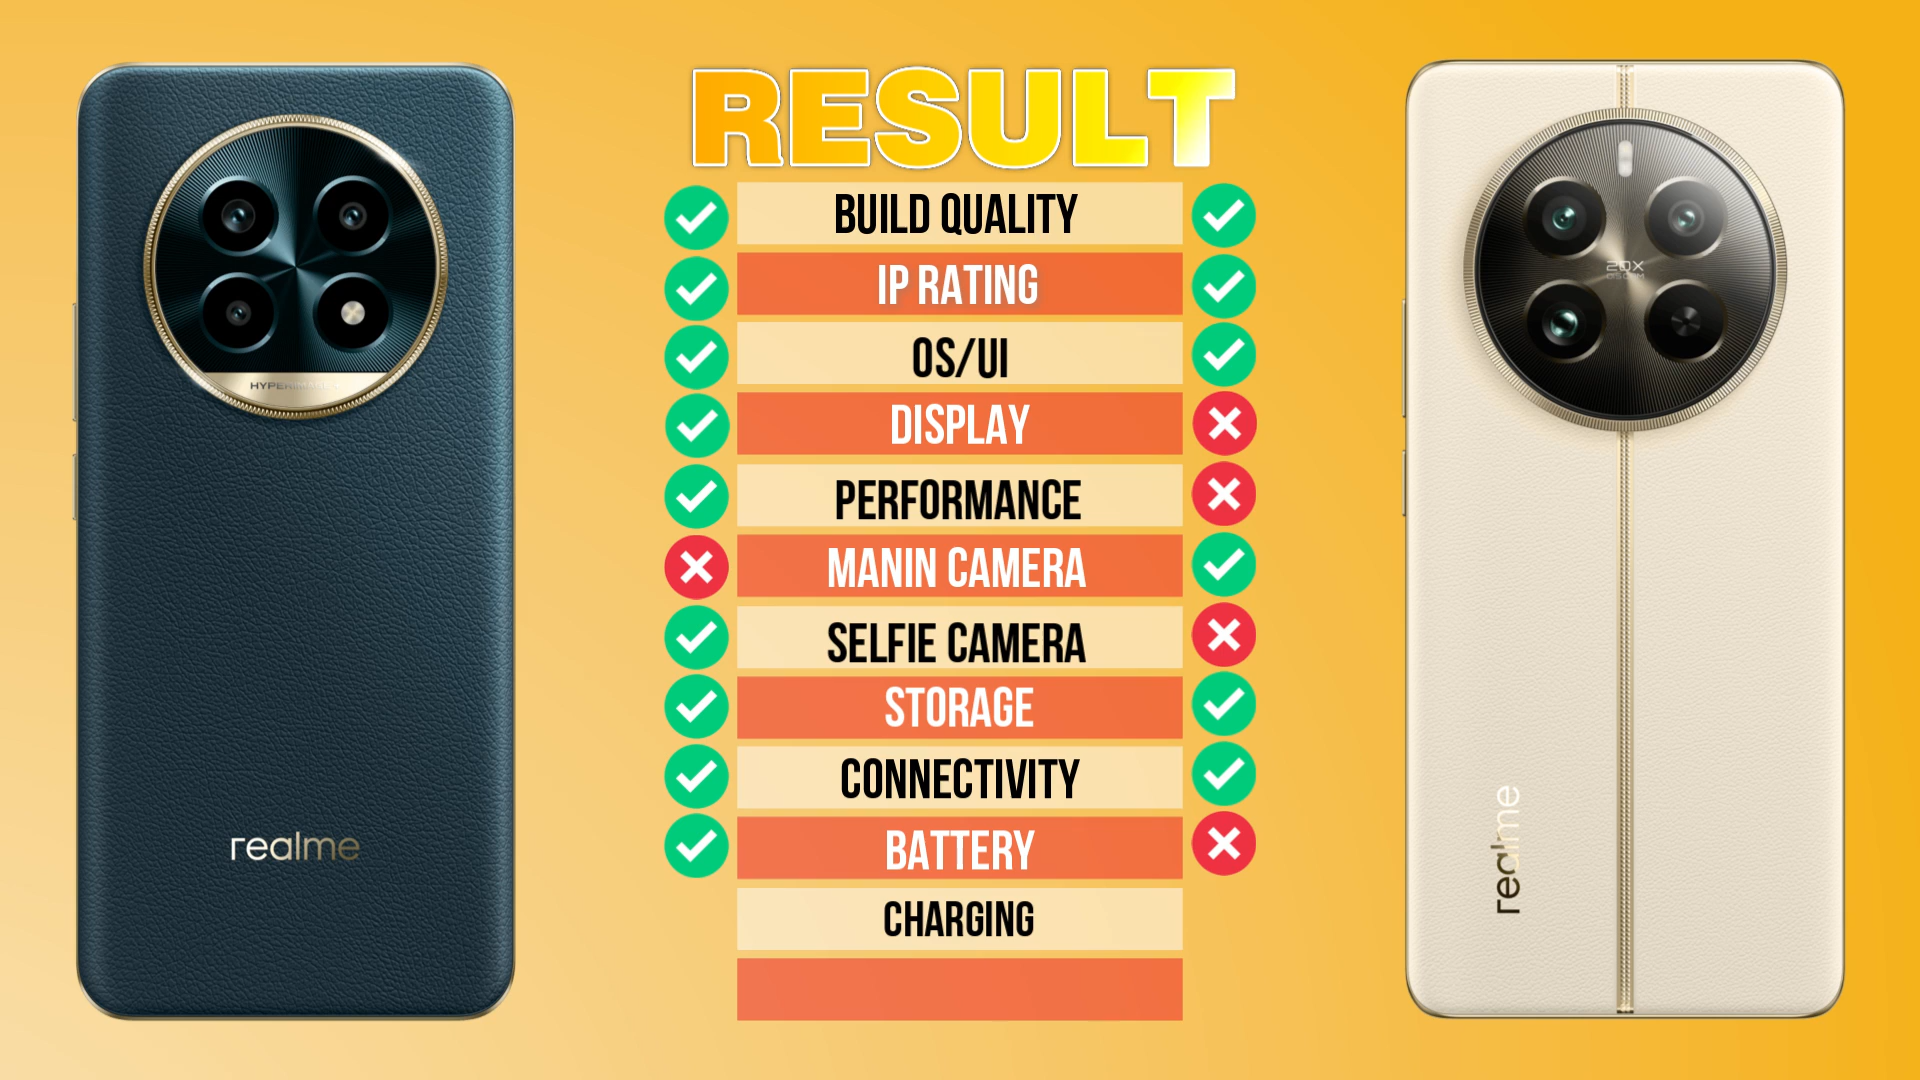 RESULT
BUILD QUALITY
IP RATING
OS/UI
DISPLAY
PERFORMANCE
MANIN CAMERA
SELFIE CAMERA
STORAGE
CONNECTIVITY
BATTERY
CHARGING
realme
20X
realme